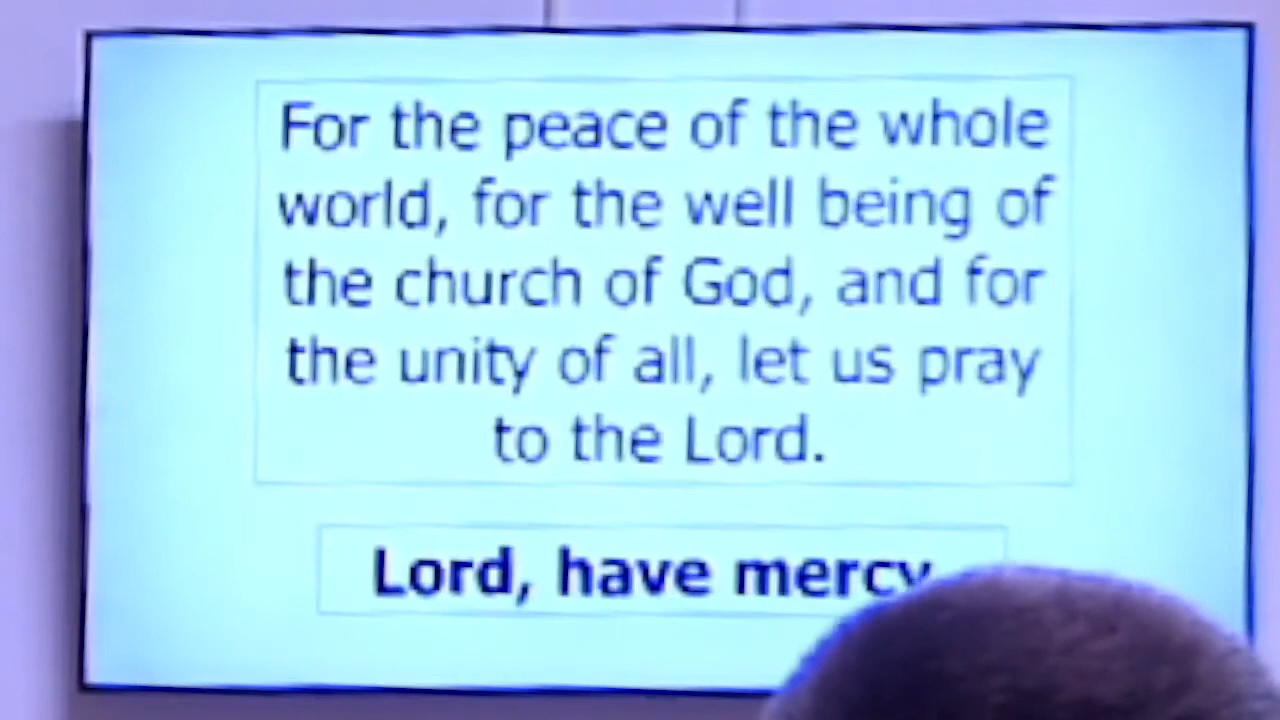 For the peace of the whole
world, for the well being of
the church of God, and for
the unity of all, let us pray
to the Lord.
Lord, have mercy